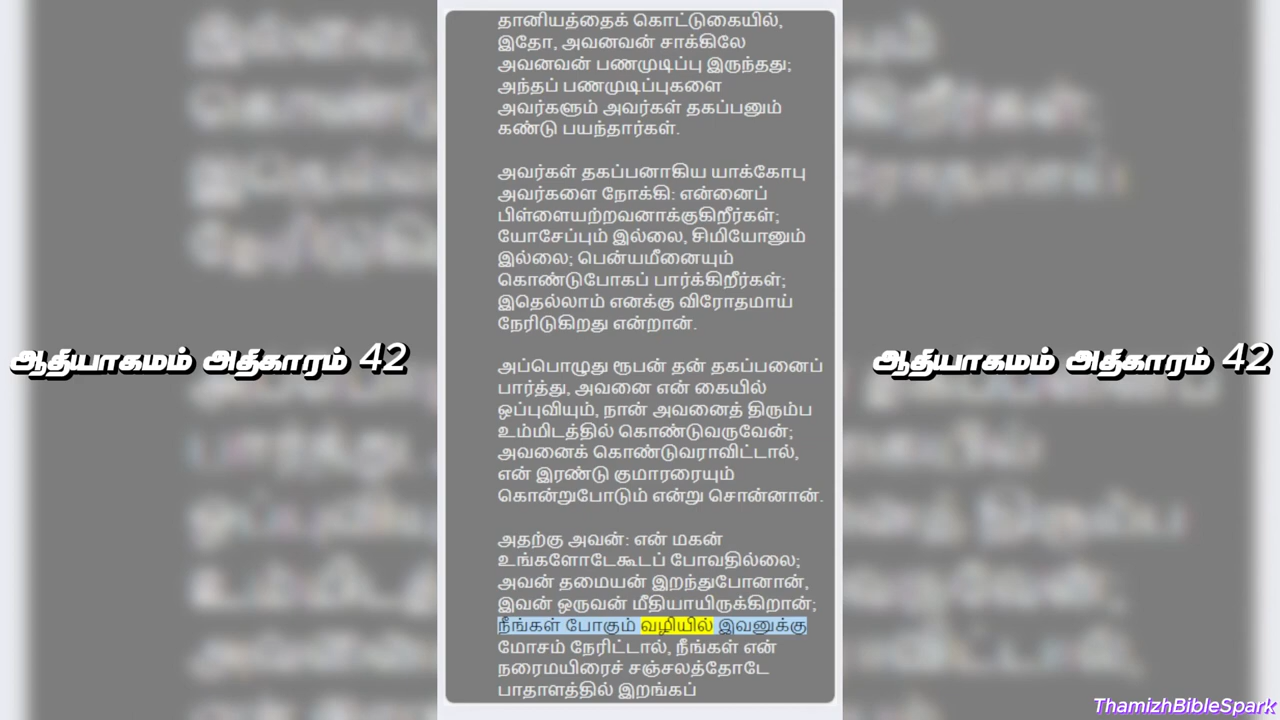 தானியத்தைக் கொட்டுகையில்,
இதோ, அவனவன் சாக்கிலே
அவனவன் பணமுடிப்பு இருந்தது;
அந்தப் பணமுடிப்புகளை
அவர்களும் அவர்கள் தகப்பனும்
கண்டு பயந்தார்கள்.
அவர்கள் தகப்பனாகிய யாக்கோபு
அவர்களை நோக்கி: என்னைப்
பிள்ளையற்றவனாக்குகிறீர்கள்;
யோசேப்பும் இல்லை, சிமியோனும்
இல்லை; பென்யமீனையும்
கொண்டுபோகப் பார்க்கிறீர்கள்;
இதெல்லாம் எனக்கு விரோதமாய்
நேரிடுகிறது என்றான்.
அப்பொழுது ரூபன் தன் தகப்பனைப்
பார்த்து, அவனை என் கையில்
ஒப்புவியும், நான் அவனைத் திரும்ப
உம்மிடத்தில் கொண்டுவருவேன்;
அவனைக் கொண்டுவராவிட்டால்,
என் இரண்டு குமாரரையும்
கொன்றுபோடும் என்று சொன்னான்.
அதற்கு அவன்: என் மகன்
உங்களோடேகூடப் போவதில்லை;
அவன் தமையன் இறந்துபோனான்,
இவன் ஒருவன் மீதியாயிருக்கிறான்;
நீங்கள் போகும் வழியில் இவனுக்கு
மோசம் நேரிட்டால், நீங்கள் என்
நரைமயிரைச் சஞ்சலத்தோடே
பாதாளத்தில் இறங்கப்
ஆதியாகமம் அதிகாரம் 42
ஆதியாகமம் அதிகாரம் 42
ThamizhBibleSpark